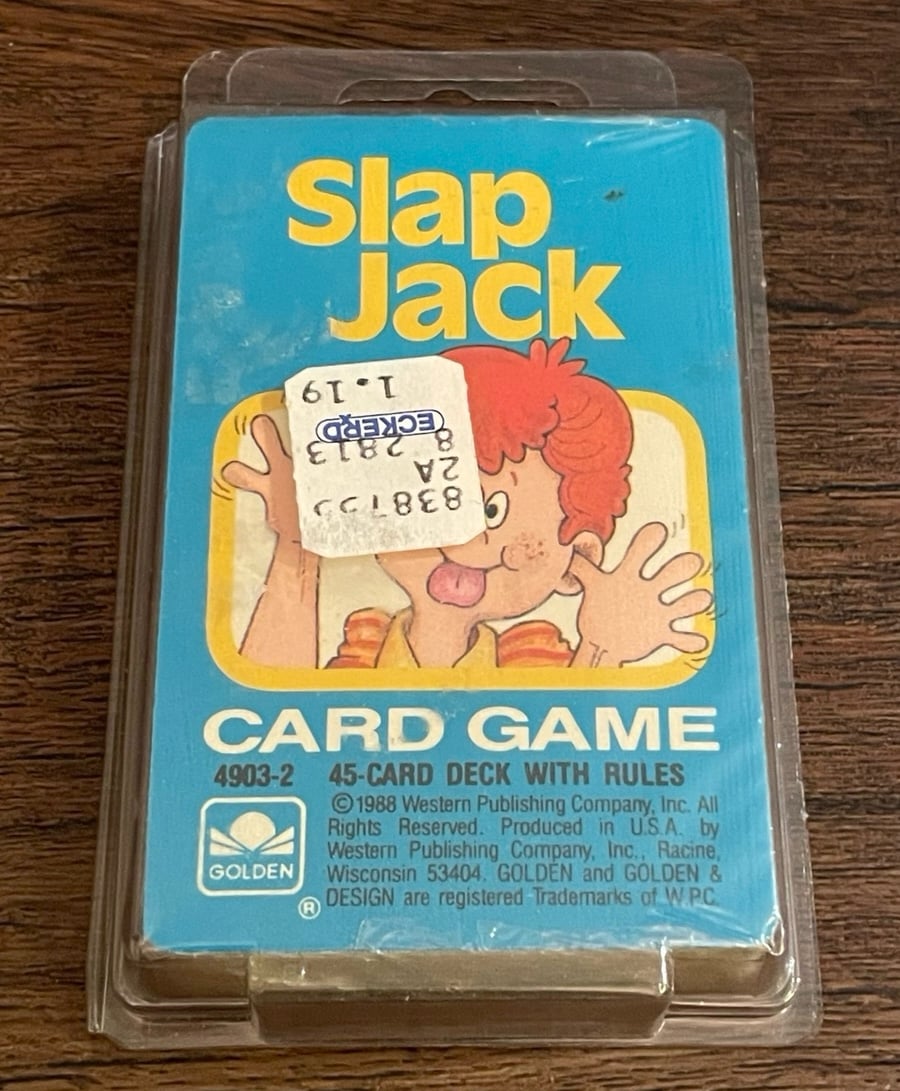 Slap
Jack
1.19
ECKERD
8 2813
2A
CARD GAME
4903-2 45-CARD DECK WITH RULES
©1988 Western Publishing Company, Inc. All
Rights Reserved. Produced in U.S.A. by
Western Publishing Company, Inc., Racine,
Wisconsin 53404. GOLDEN and GOLDEN &
DESIGN are registered Trademarks of W.P.C.
GOLDEN
®